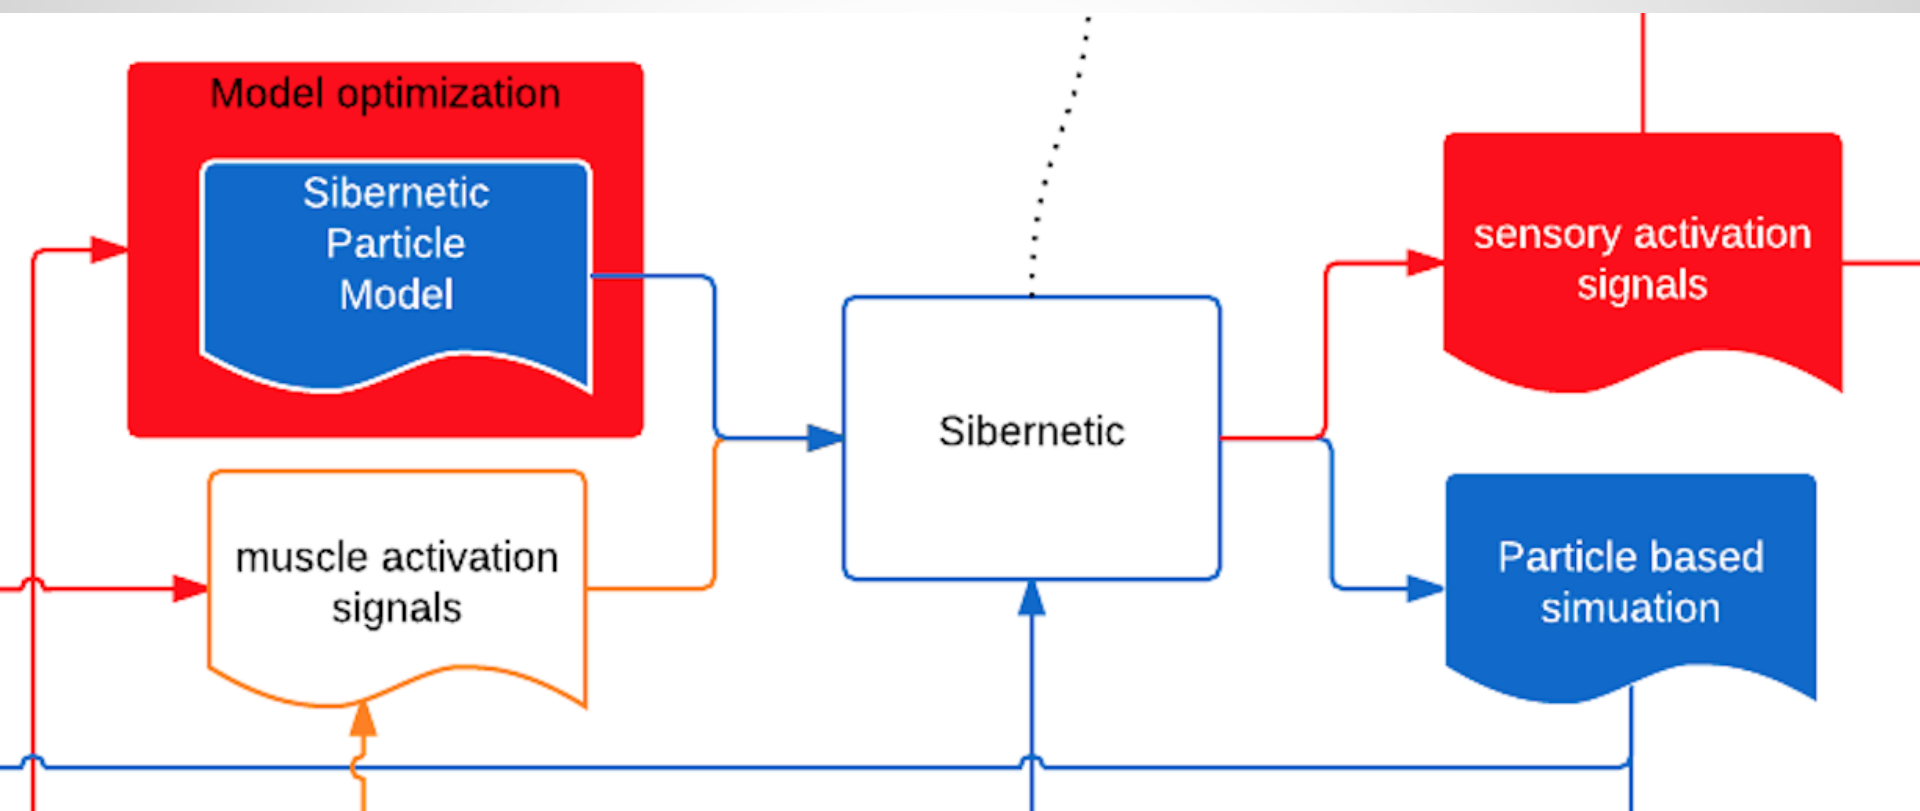 Model optimization
Sibernetic
Particle
Model
muscle activation
signals
Sibernetic
sensory activation
signals
Particle based
simuation